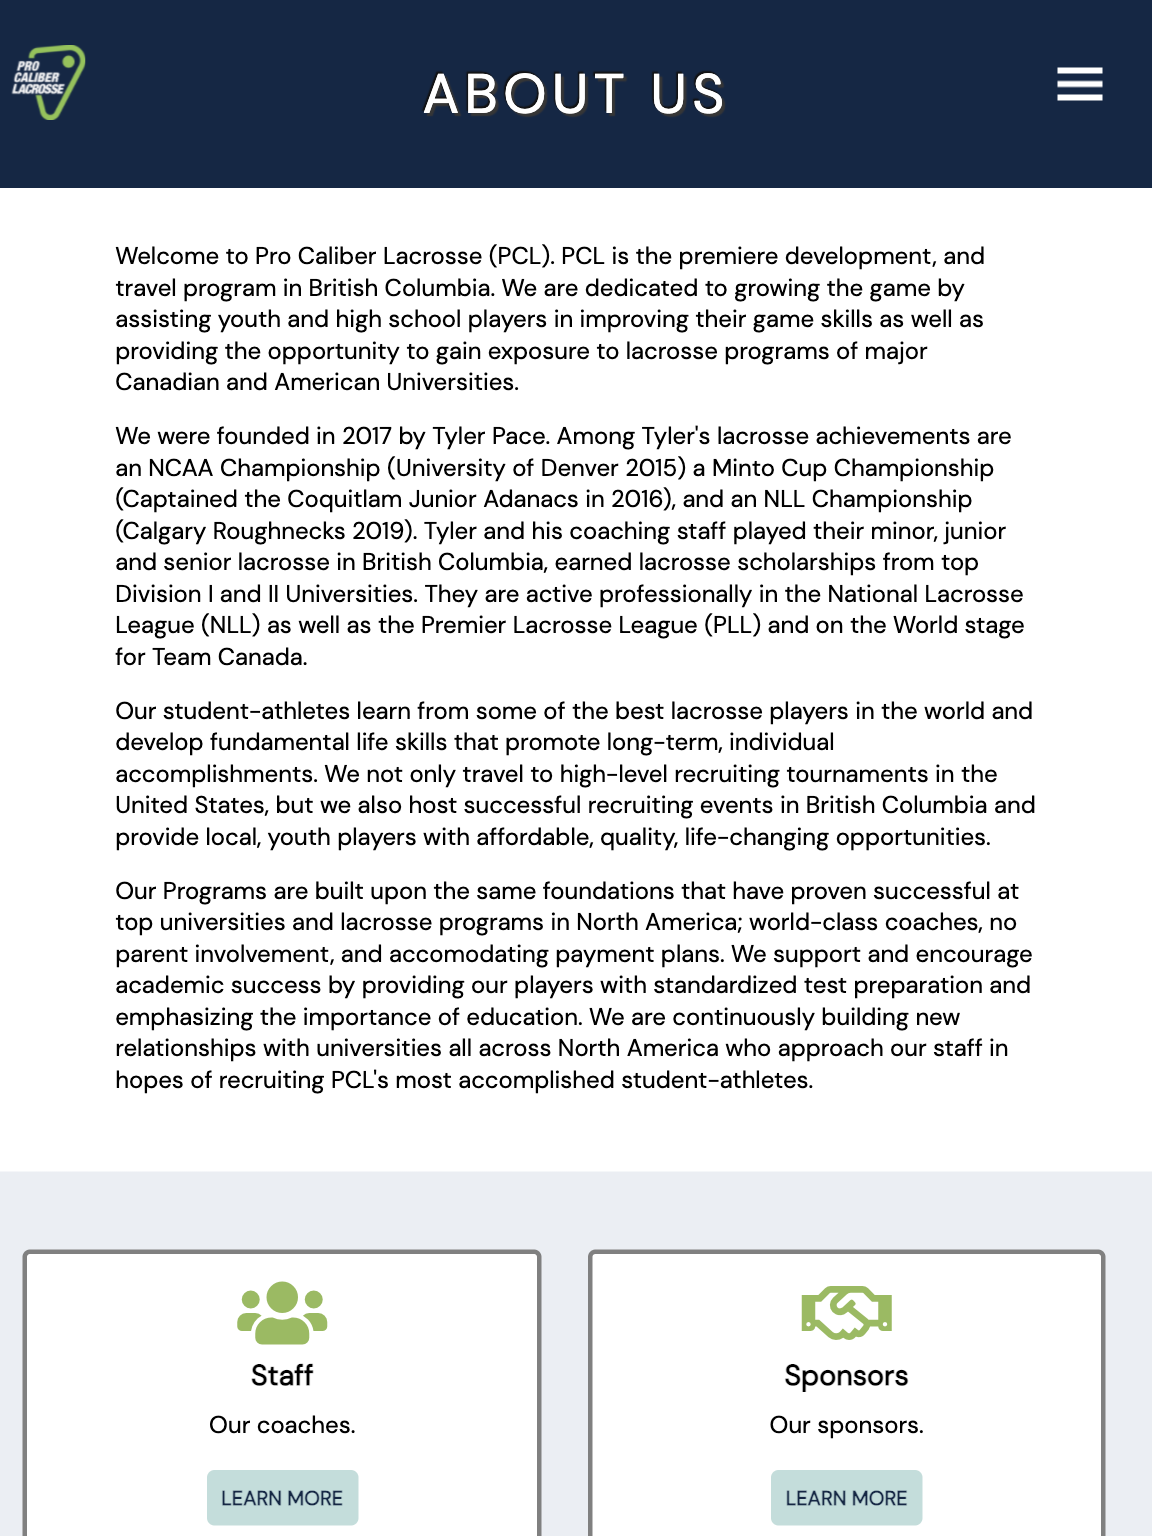 PRO
CALIBER
LACROSSE
ABOUT US
Welcome to Pro Caliber Lacrosse (PCL). PCL is the premiere development, and
travel program in British Columbia. We are dedicated to growing the game by
assisting youth and high school players in improving their game skills as well as
providing the opportunity to gain exposure to lacrosse programs of major
Canadian and American Universities.
We were founded in 2017 by Tyler Pace. Among Tyler's lacrosse achievements are
an NCAA Championship (University of Denver 2015) a Minto Cup Championship
(Captained the Coquitlam Junior Adanacs in 2016), and an NLL Championship
(Calgary Roughnecks 2019). Tyler and his coaching staff played their minor, junior
and senior lacrosse in British Columbia, earned lacrosse scholarships from top
Division I and II Universities. They are active professionally in the National Lacrosse
League (NLL) as well as the Premier Lacrosse League (PLL) and on the World stage
for Team Canada.
Our student-athletes learn from some of the best lacrosse players in the world and
develop fundamental life skills that promote long-term, individual
accomplishments. We not only travel to high-level recruiting tournaments in the
United States, but we also host successful recruiting events in British Columbia and
provide local, youth players with affordable, quality, life-changing opportunities.
Our Programs are built upon the same foundations that have proven successful at
top universities and lacrosse programs in North America; world-class coaches, no
parent involvement, and accomodating payment plans. We support and encourage
academic success by providing our players with standardized test preparation and
emphasizing the importance of education. We are continuously building new
relationships with universities all across North America who approach our staff in
hopes of recruiting PCL's most accomplished student-athletes.
Staff
Our coaches.
LEARN MORE
Sponsors
Our sponsors.
LEARN MORE